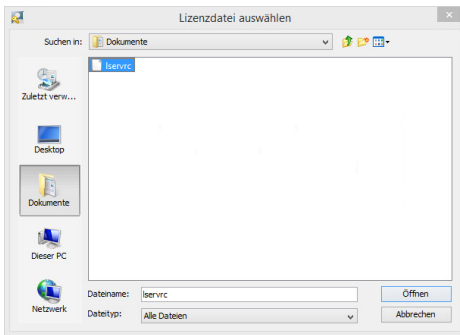 Lizenzdatei auswählen
Suchen in: Dokumente
lservrc
Zuletzt verw...
Desktop
Dokumente
Dieser PC
Netzwerk
Dateiname: lservrc
Öffnen
Dateityp: Alle Dateien
Abbrechen